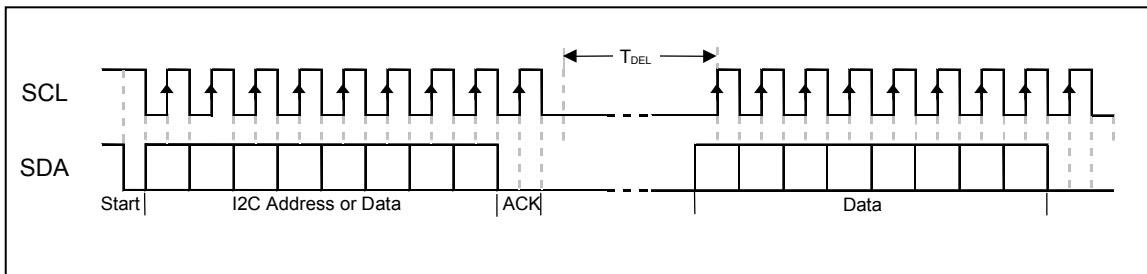 T_DEL
SCL
SDA
Start
I2C Address or Data
ACK
Data